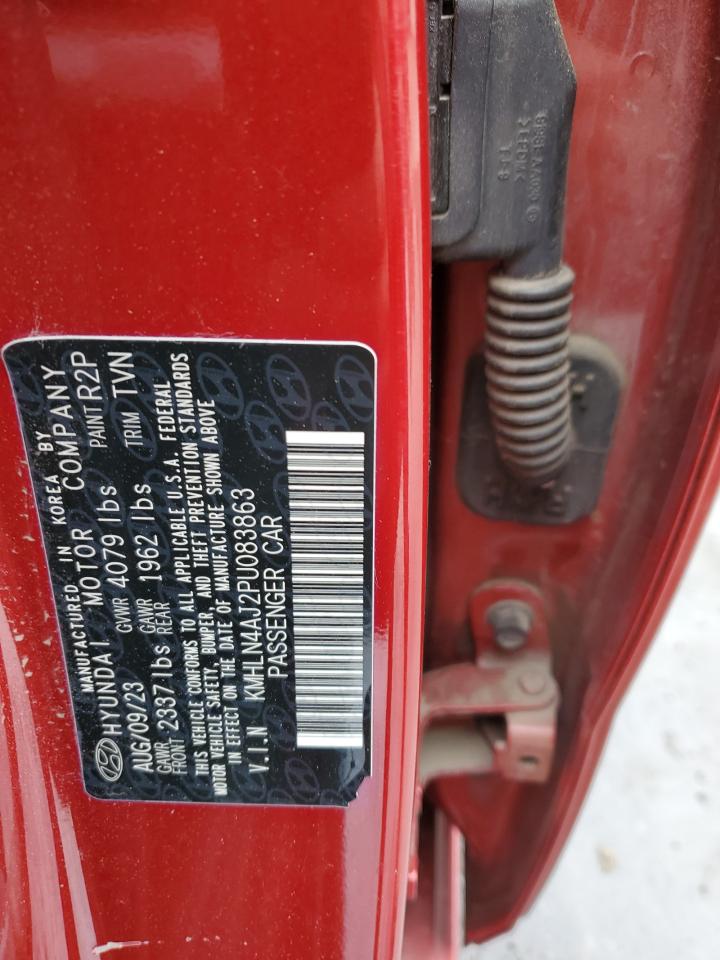 MANUFACTURED IN KOREA BY
HYUNDAI MOTOR COMPANY
AUG/09/23 GVWR 4079 lbs PAINT R2P
GAWR FRONT 2337 lbs GAWR REAR 1962 lbs TRIM TVN
THIS VEHICLE CONFORMS TO ALL APPLICABLE U.S.A. FEDERAL
MOTOR VEHICLE SAFETY, BUMPER, AND THEFT PREVENTION STANDARDS
IN EFFECT ON THE DATE OF MANUFACTURE SHOWN ABOVE
V.I.N KMHLN4AJ2PU083863
PASSENGER CAR